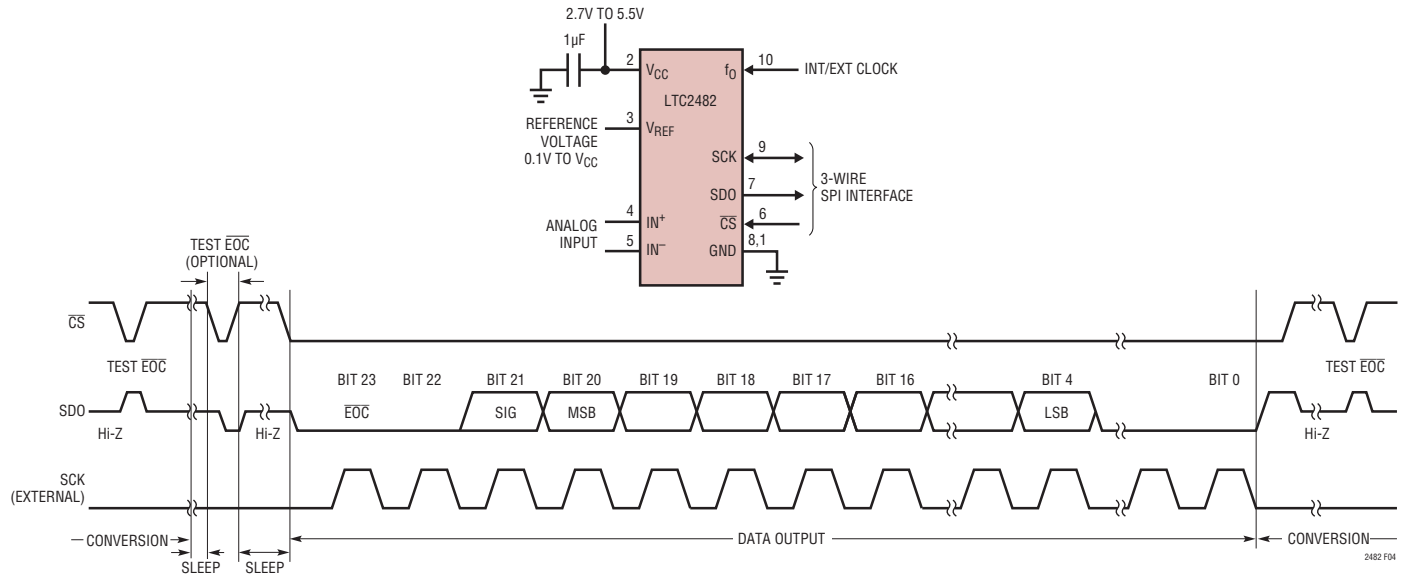 2.7V TO 5.5V
1µF
2
VCC
fO
10
INT/EXT CLOCK
LTC2482
REFERENCE
VOLTAGE
0.1V TO VCC
3
VREF
SCK
9
SDO
7
3-WIRE
SPI INTERFACE
ANALOG
INPUT
4
IN+
CS
6
5
IN–
GND
8,1
TEST EOC
(OPTIONAL)
CS
TEST EOC
BIT 23
BIT 22
BIT 21
BIT 20
BIT 19
BIT 18
BIT 17
BIT 16
BIT 4
BIT 0
TEST EOC
SDO
EOC
SIG
MSB
LSB
Hi-Z
Hi-Z
Hi-Z
SCK
(EXTERNAL)
CONVERSION
SLEEP
SLEEP
DATA OUTPUT
CONVERSION
2482 F04